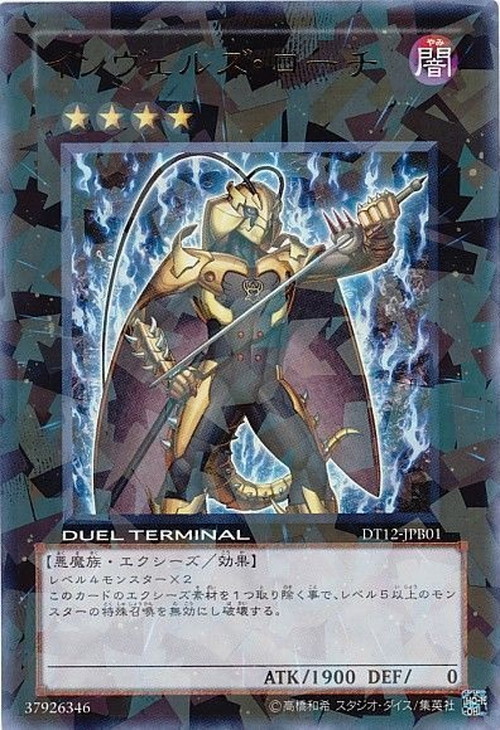 インヴェルズ・ローチ
闇
やみ
DUEL TERMINAL
DT12-JPB01
【悪魔族・エクシーズ/効果】
レベル4モンスター×2
このカードのエクシーズ素材を1つ取り除く事で、レベル5以上のモン
スターの特殊召喚を無効にし破壊する。
ATK/1900 DEF/ 0
37926346
©高橋和希 スタジオ・ダイス/集英社